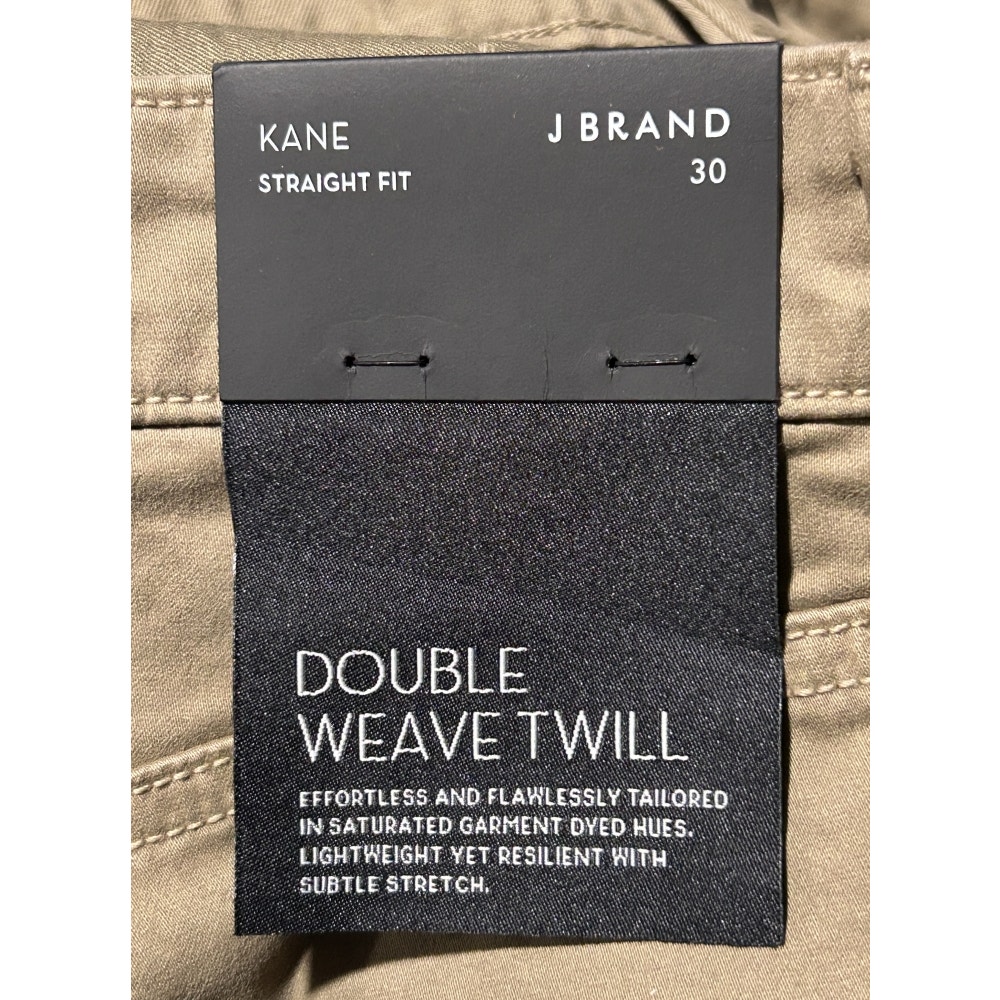 KANE
J BRAND
STRAIGHT FIT
30
DOUBLE
WEAVE TWILL
EFFORTLESS AND FLAWLESSLY TAILORED
IN SATURATED GARMENT DYED HUES.
LIGHTWEIGHT YET RESILIENT WITH
SUBTLE STRETCH.